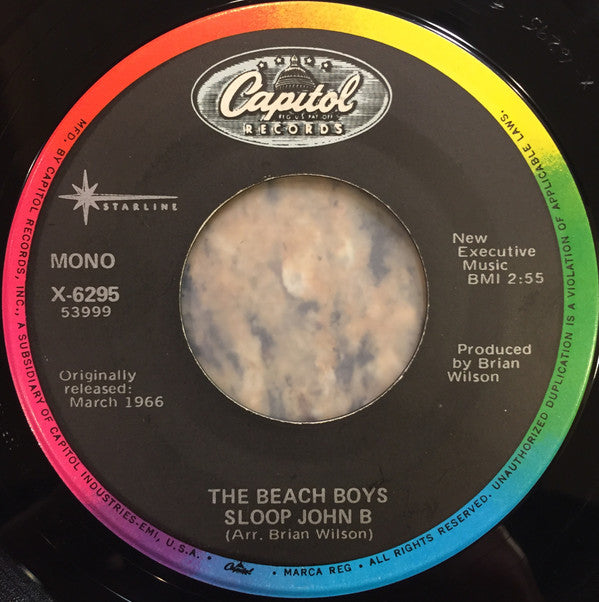 Capitol
REG. U.S. PAT. OFF.
RECORDS
STARLINE
MONO
X-6295
53999
Originally
released:
March 1966
New
Executive
Music
BMI 2:55
Produced
by Brian
Wilson
THE BEACH BOYS
SLOOP JOHN B
(Arr. Brian Wilson)
MFD. BY CAPITOL RECORDS, INC., A SUBSIDIARY OF CAPITOL INDUSTRIES-EMI, U.S.A. • Capitol • MARCA REG • ALL RIGHTS RESERVED. UNAUTHORIZED DUPLICATION IS A VIOLATION OF APPLICABLE LAWS.